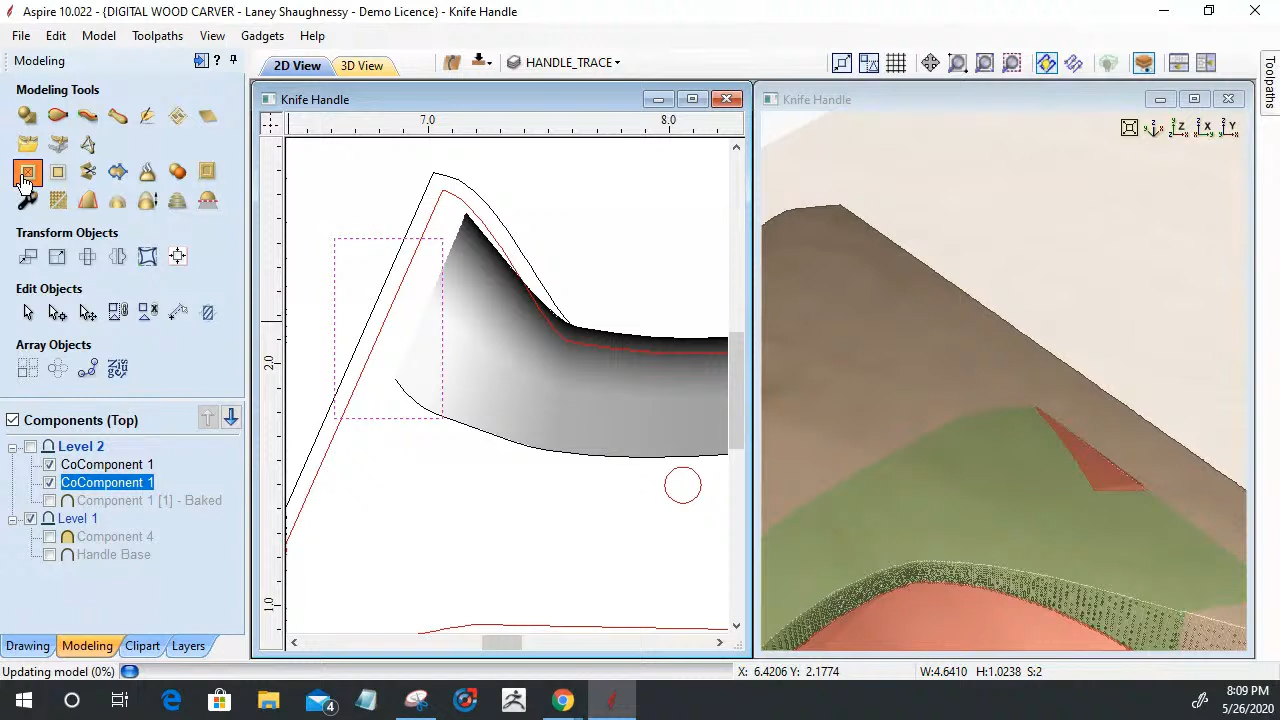 Aspire 10.022 - {DIGITAL WOOD CARVER - Laney Shaughnessy - Demo Licence} - Knife Handle
File Edit Model Toolpaths View Gadgets Help
Modeling
2D View 3D View HANDLE_TRACE
Toolpaths
Modeling Tools
Knife Handle
Knife Handle
7.0 8.0
Z X Y
Transform Objects
Edit Objects
Array Objects
2.0
Components (Top)
Level 2
CoComponent 1
CoComponent 1
Component 1 [1] - Baked
Level 1
Component 4
Handle Base
1.0
Drawing Modeling Clipart Layers
Updating model (0%) X: 6.4206 Y: 2.1774 W:4.6410 H:1.0238 S:2
4
8:09 PM
5/26/2020